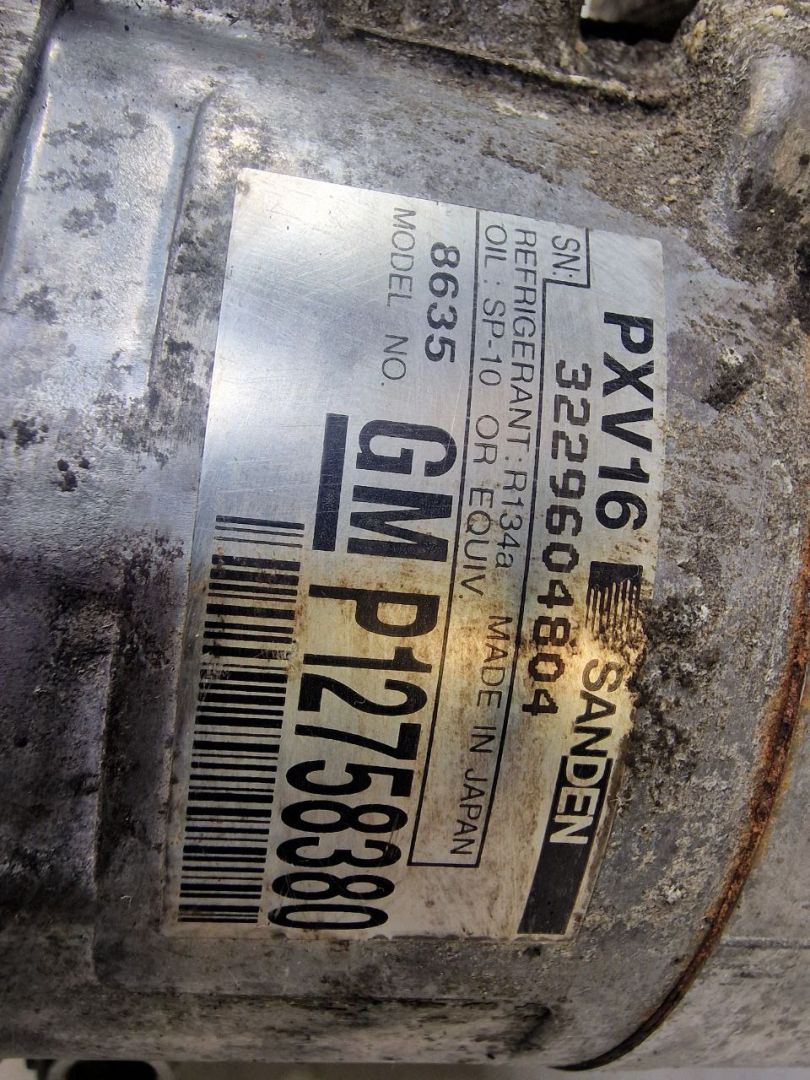 PXV16 SANDEN
SN: 3229604804
REFRIGERANT: R134a MADE IN JAPAN
OIL: SP-10 OR EQUIV.
8635
MODEL NO.
GM P12758380